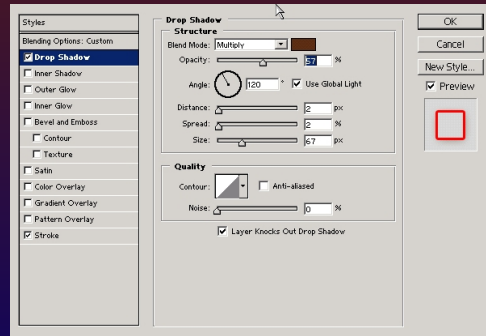 Styles
Blending Options: Custom
Drop Shadow
Inner Shadow
Outer Glow
Inner Glow
Bevel and Emboss
Contour
Texture
Satin
Color Overlay
Gradient Overlay
Pattern Overlay
Stroke
Drop Shadow
Structure
Blend Mode: Multiply
Opacity: 57 %
Angle: 120 ° Use Global Light
Distance: 2 px
Spread: 2 %
Size: 67 px
Quality
Contour: Anti-aliased
Noise: 0 %
Layer Knocks Out Drop Shadow
OK
Cancel
New Style...
Preview